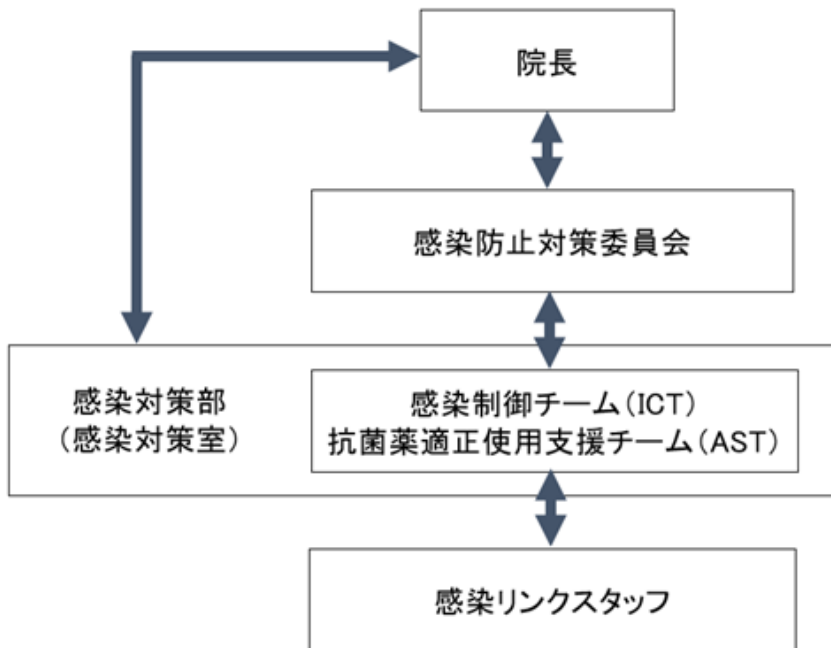 院長
感染防止対策委員会
感染対策部
（感染対策室）
感染制御チーム（ICT）
抗菌薬適正使用支援チーム（AST）
感染リンクスタッフ